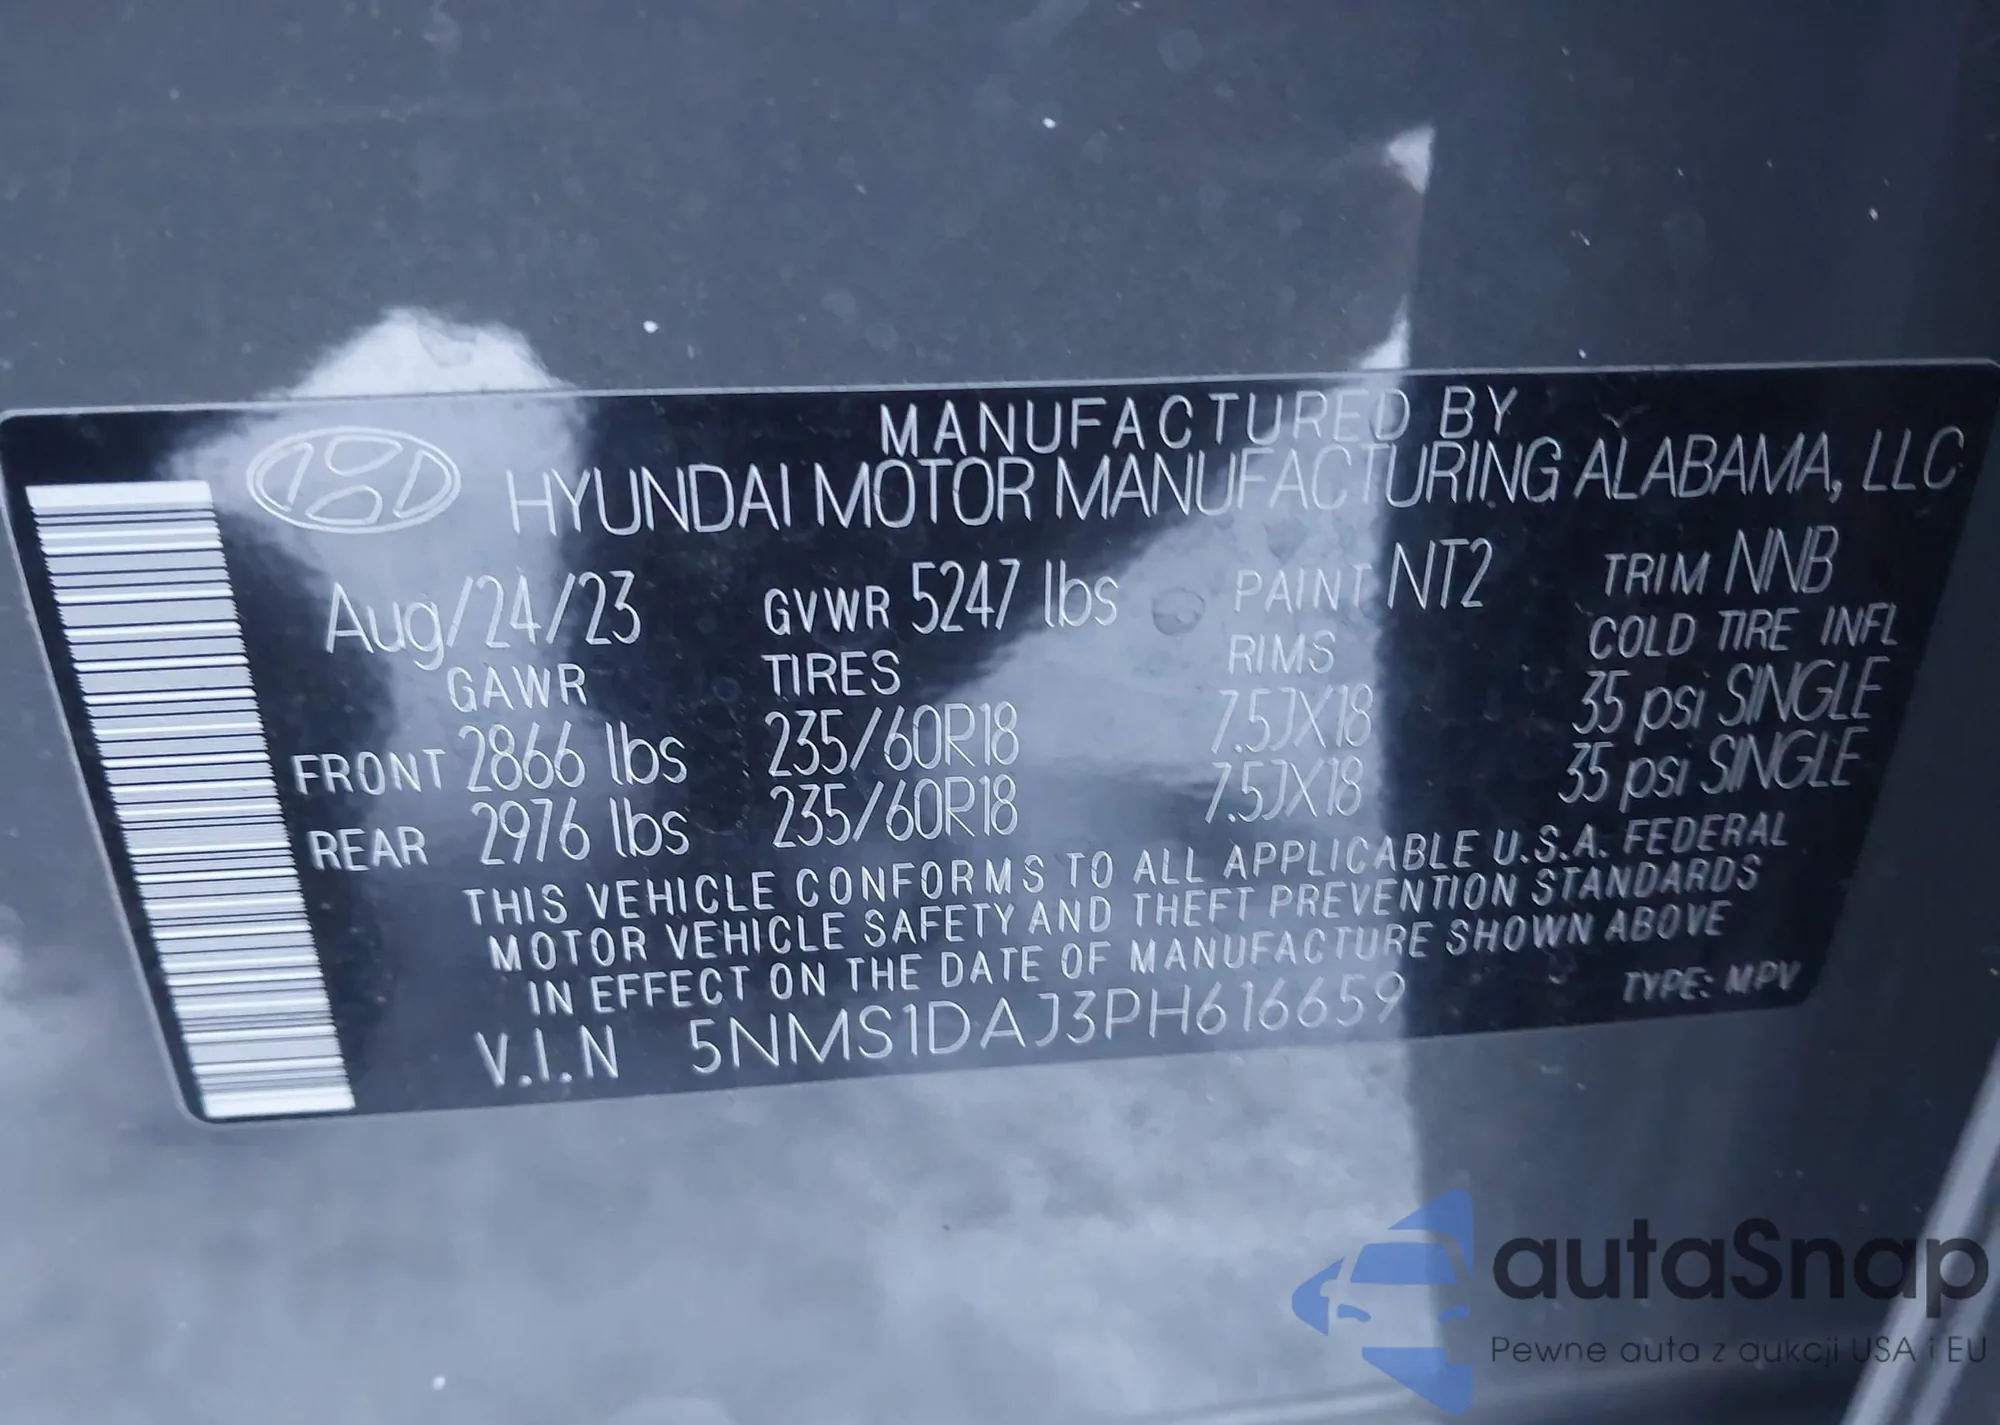 MANUFACTURED BY
HYUNDAI MOTOR MANUFACTURING ALABAMA, LLC
Aug/24/23 GVWR 5247 lbs PAINT NT2 TRIM NNB
GAWR TIRES RIMS COLD TIRE INFL
FRONT 2866 lbs 235/60R18 7.5JX18 35 psi SINGLE
REAR 2976 lbs 235/60R18 7.5JX18 35 psi SINGLE
THIS VEHICLE CONFORMS TO ALL APPLICABLE U.S.A. FEDERAL
MOTOR VEHICLE SAFETY AND THEFT PREVENTION STANDARDS
IN EFFECT ON THE DATE OF MANUFACTURE SHOWN ABOVE
V.I.N 5NMS1DAJ3PH616659 TYPE: MPV
autaSnap
Pewne auta z aukcji USA i EU